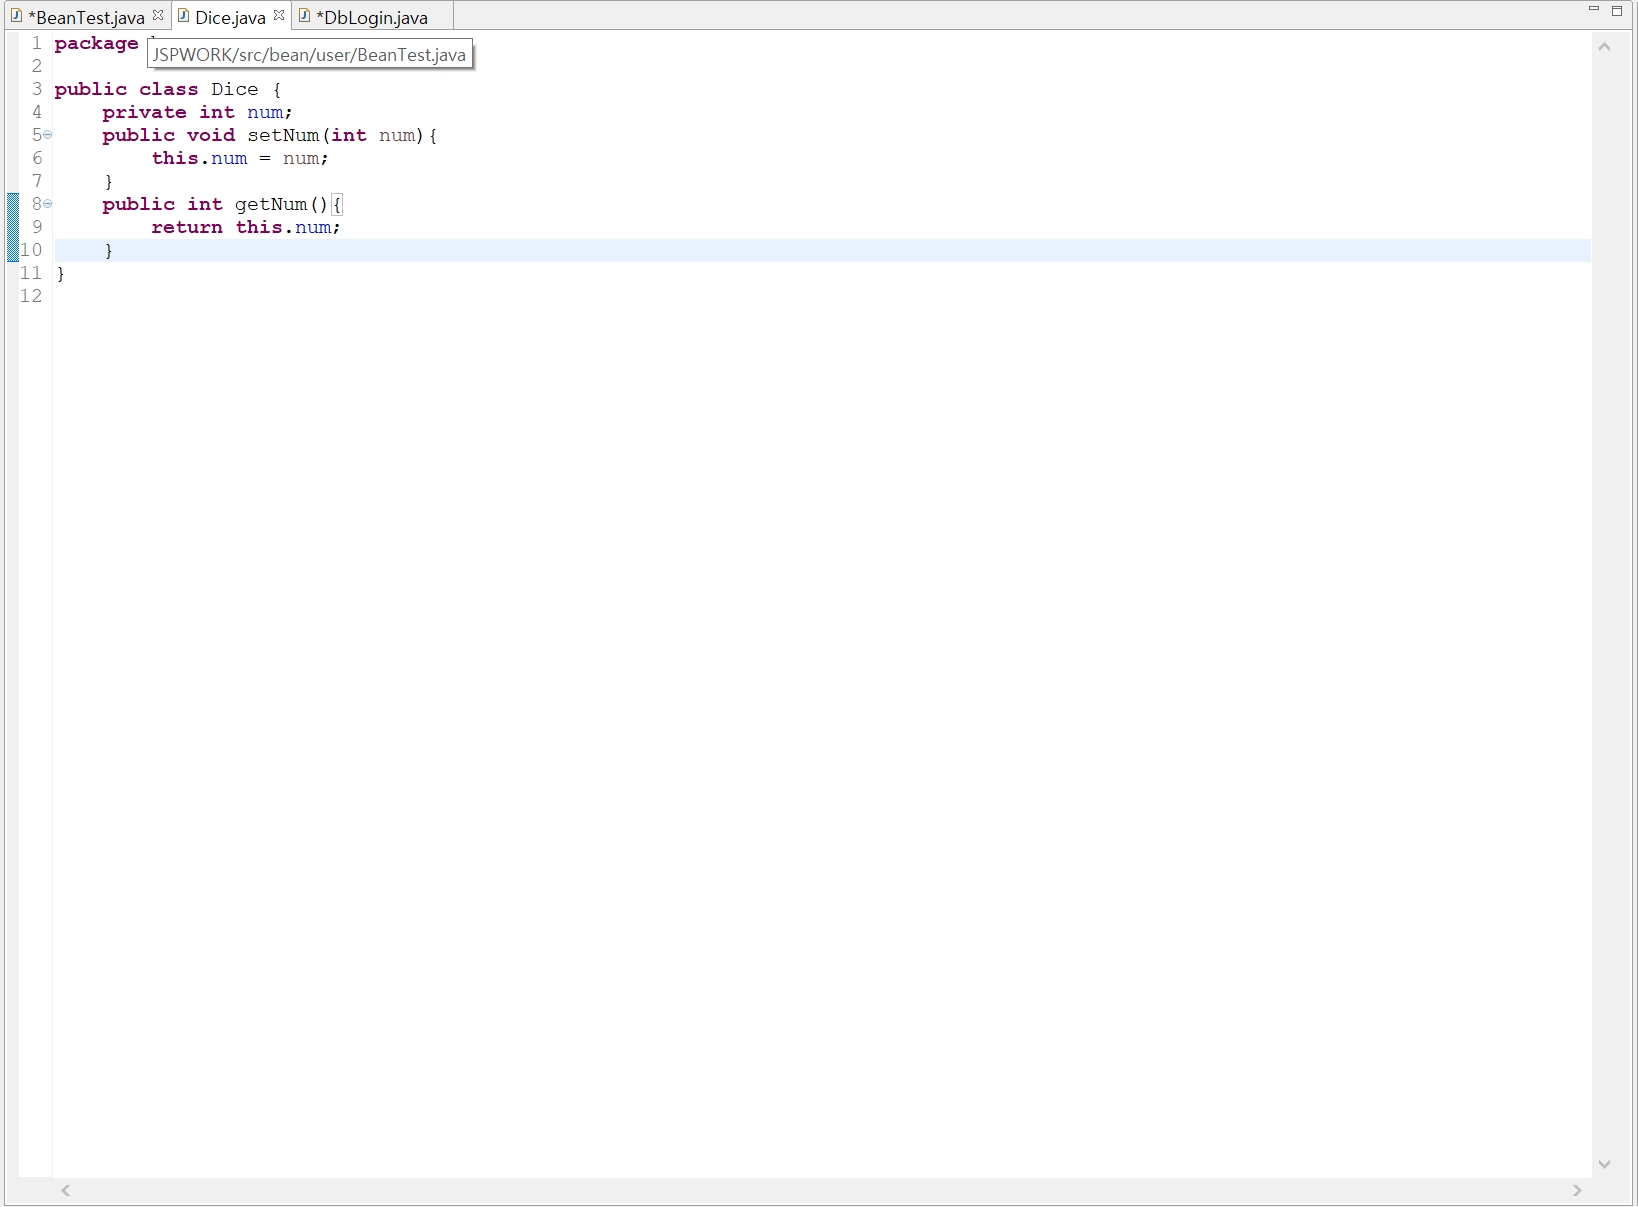 *BeanTest.java Dice.java *DbLogin.java
1 package
JSPWORK/src/bean/user/BeanTest.java
2
3 public class Dice {
4 private int num;
5 public void setNum(int num){
6 this.num = num;
7 }
8 public int getNum(){
9 return this.num;
10 }
11 }
12